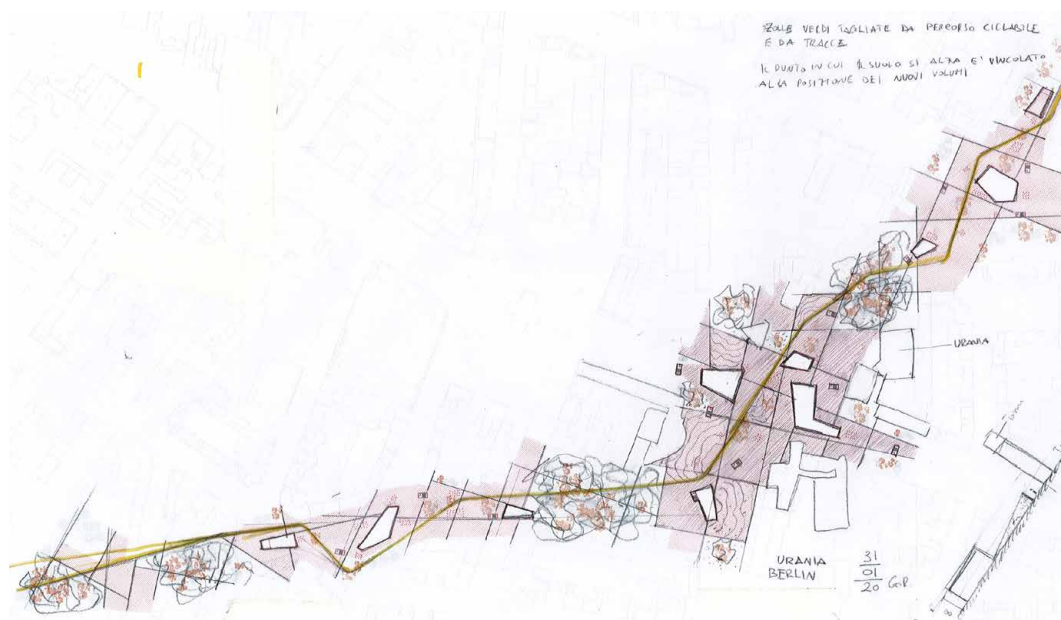 ZOLLE VERDI TAGLIATE DA PERCORSO CICLABILE
E DA TRACCE
IL PUNTO IN CUI IL SUOLO SI ALZA E' VINCOLATO
ALLA POSIZIONE DEI NUOVI VOLUMI
URANIA
URANIA
BERLIN
31
01
20